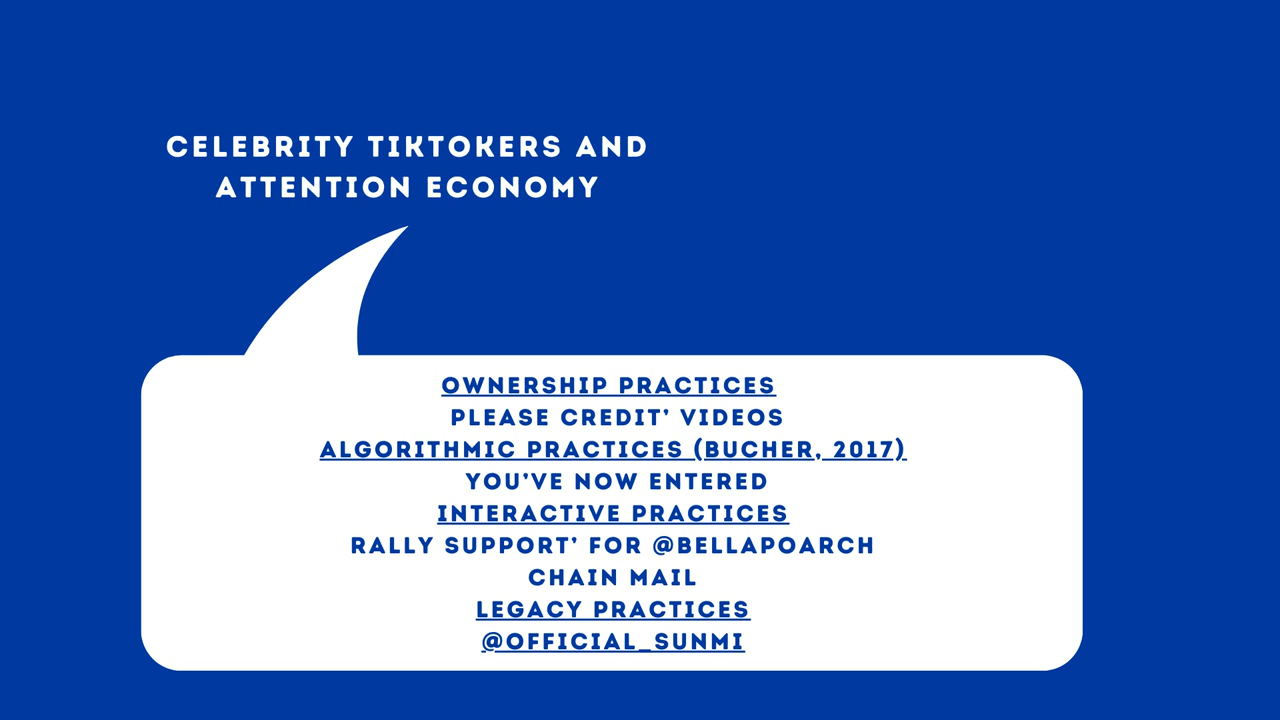 CELEBRITY TIKTOKERS AND
ATTENTION ECONOMY
OWNERSHIP PRACTICES
PLEASE CREDIT' VIDEOS
ALGORITHMIC PRACTICES (BUCHER, 2017)
YOU'VE NOW ENTERED
INTERACTIVE PRACTICES
RALLY SUPPORT' FOR @BELLAPOARCH
CHAIN MAIL
LEGACY PRACTICES
@OFFICIAL_SUNMI